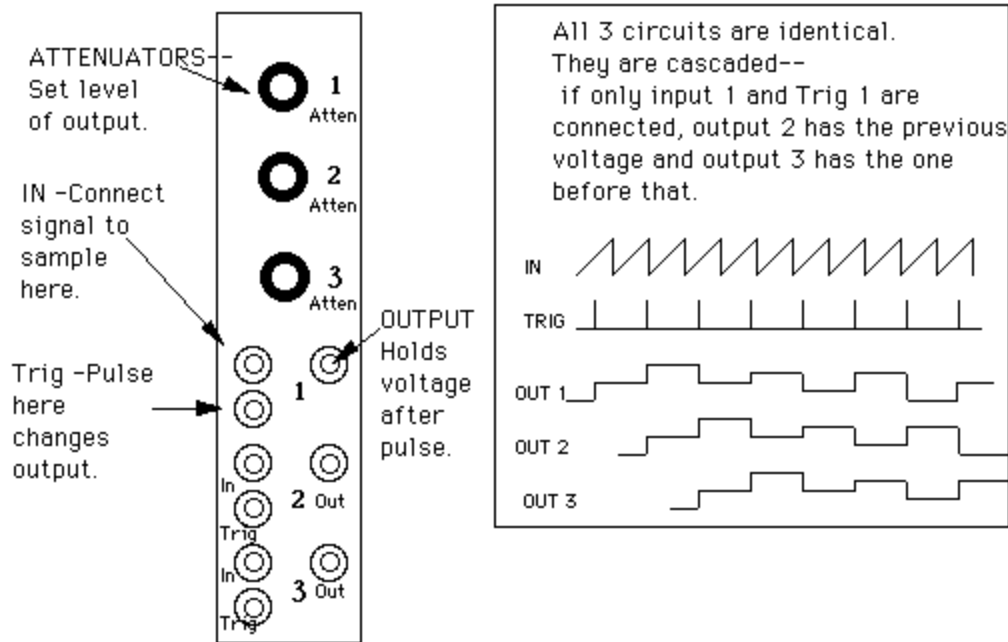 ATTENUATORS--
Set level
of output.
1
Atten
2
Atten
3
Atten
IN -Connect
signal to
sample
here.
OUTPUT
Holds
voltage
after
pulse.
Trig -Pulse
here
changes
output.
1
In
2 Out
Trig
In
3 Out
Trig
All 3 circuits are identical.
They are cascaded--
if only input 1 and Trig 1 are
connected, output 2 has the previous
voltage and output 3 has the one
before that.
IN
TRIG
OUT 1
OUT 2
OUT 3